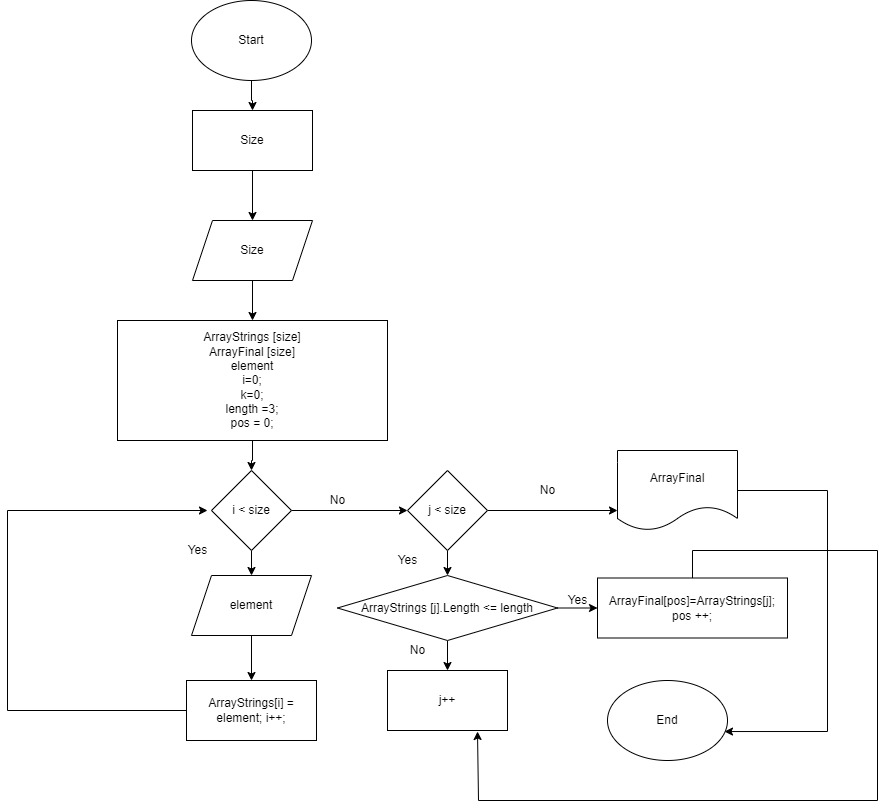 Start
Size
Size
ArrayStrings [size]
ArrayFinal [size]
element
i=0;
k=0;
length =3;
pos = 0;
i < size
No
j < size
No
ArrayFinal
Yes
element
ArrayStrings[i] =
element; i++;
Yes
ArrayStrings [j].Length <= length
Yes
ArrayFinal[pos]=ArrayStrings[j];
pos ++;
No
j++
End